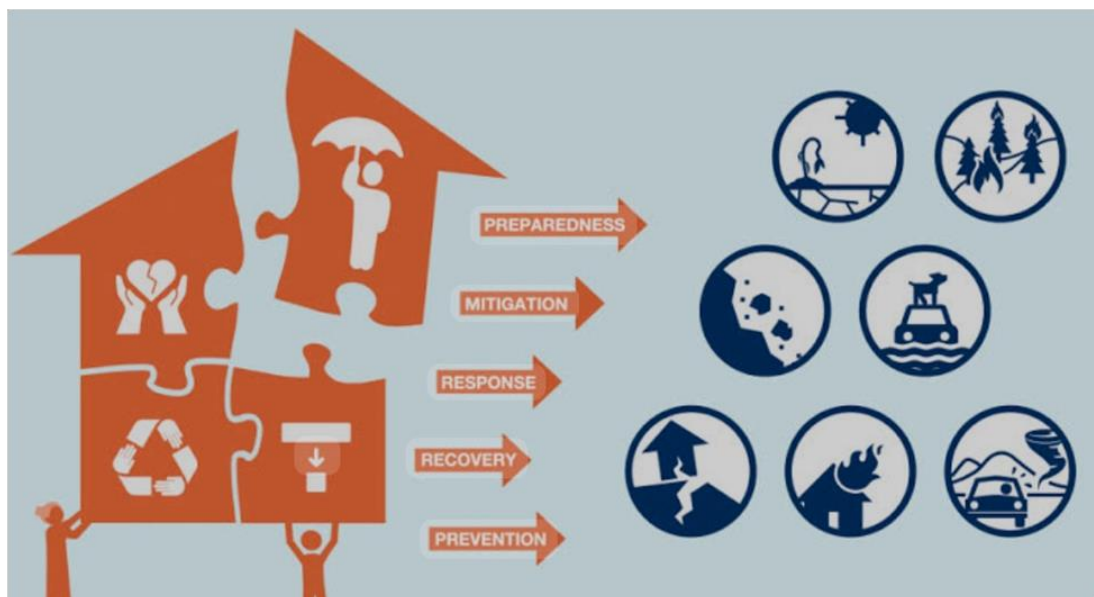 PREPAREDNESS
MITIGATION
RESPONSE
RECOVERY
PREVENTION